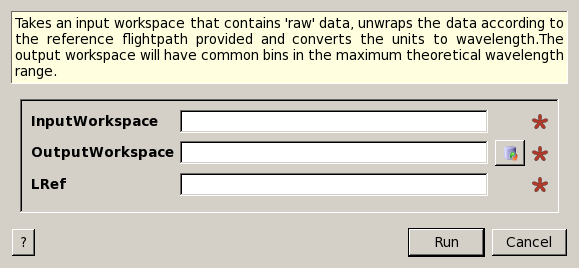 Takes an input workspace that contains 'raw' data, unwraps the data according to
the reference flightpath provided and converts the units to wavelength.The
output workspace will have common bins in the maximum theoretical wavelength
range.
InputWorkspace
OutputWorkspace
LRef
? Run Cancel